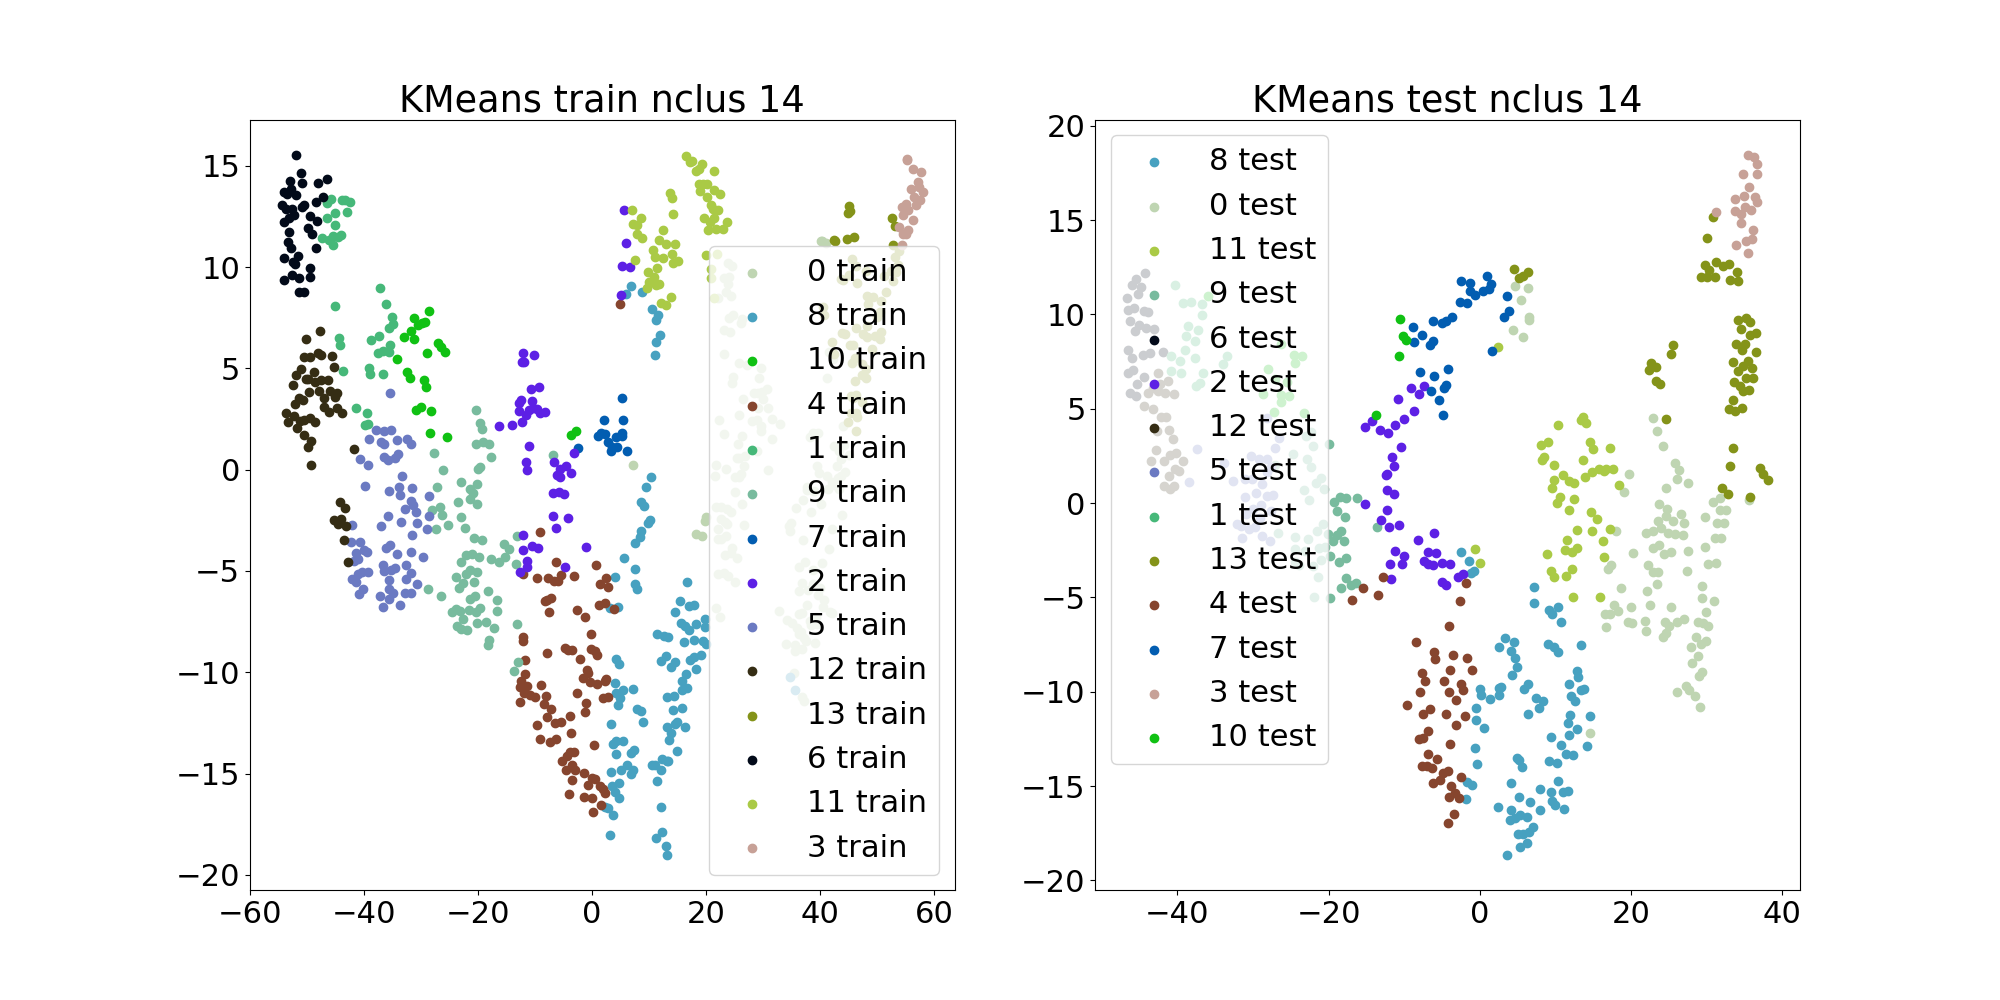 KMeans train nclus 14
15
10
5
0
−5
−10
−15
−20
−60
−40
−20
0
20
40
60
0 train
8 train
10 train
4 train
1 train
9 train
7 train
2 train
5 train
12 train
13 train
6 train
11 train
3 train
KMeans test nclus 14
20
15
10
5
0
−5
−10
−15
−20
−40
−20
0
20
40
8 test
0 test
11 test
9 test
6 test
2 test
12 test
5 test
1 test
13 test
4 test
7 test
3 test
10 test